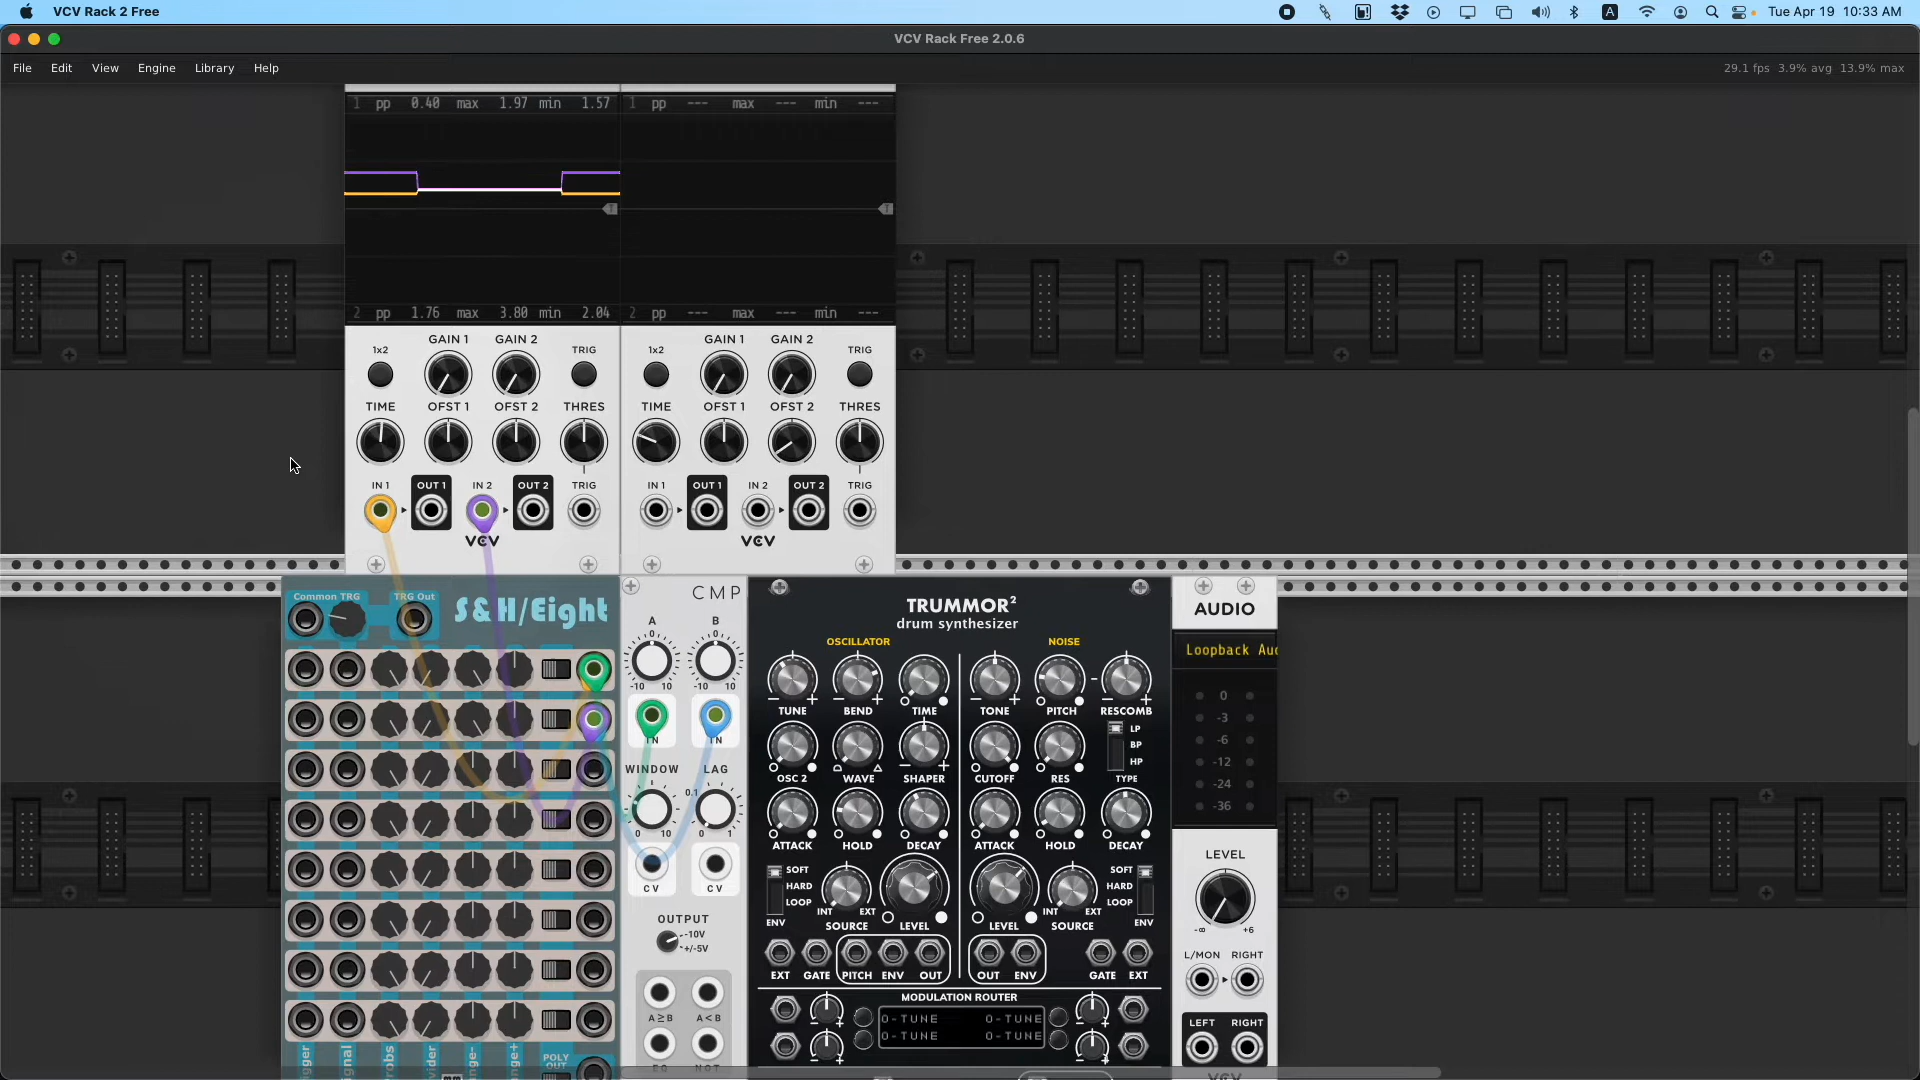 VCV Rack 2 Free
A
Tue Apr 19 10:33 AM
VCV Rack Free 2.0.6
File Edit View Engine Library Help
29.1 fps 3.9% avg 13.9% max
1 pp 0.40 max 1.97 min 1.57
1 pp --- max --- min ---
T
T
2 pp 1.76 max 3.80 min 2.04
2 pp --- max --- min ---
1x2 GAIN 1 GAIN 2 TRIG
1x2 GAIN 1 GAIN 2 TRIG
TIME OFST 1 OFST 2 THRES
TIME OFST 1 OFST 2 THRES
IN 1 OUT 1 IN 2 OUT 2 TRIG
IN 1 OUT 1 IN 2 OUT 2 TRIG
VCV
VCV
Common TRG TRG Out
S&H/Eight
POLY
OUT
CMP
A B
0 0
-10 10 -10 10
IN IN
WINDOW LAG
0.1
0 10 0 1
CV CV
OUTPUT
-10V
+/-5V
A≥B A<B
EQ NOT
TRUMMOR²
drum synthesizer
OSCILLATOR NOISE
TUNE BEND TIME TONE PITCH RESCOMB
LP
BP
HP
OSC 2 WAVE SHAPER CUTOFF RES TYPE
ATTACK HOLD DECAY ATTACK HOLD DECAY
SOFT
HARD
LOOP
ENV
INT EXT
SOURCE LEVEL
LEVEL
INT EXT
SOURCE
SOFT
HARD
LOOP
ENV
EXT GATE PITCH ENV OUT OUT ENV GATE EXT
MODULATION ROUTER
0-TUNE 0-TUNE
0-TUNE 0-TUNE
AUDIO
Loopback Aud
0
-3
-6
-12
-24
-36
LEVEL
-∞ +6
L/MON RIGHT
LEFT RIGHT
VCV